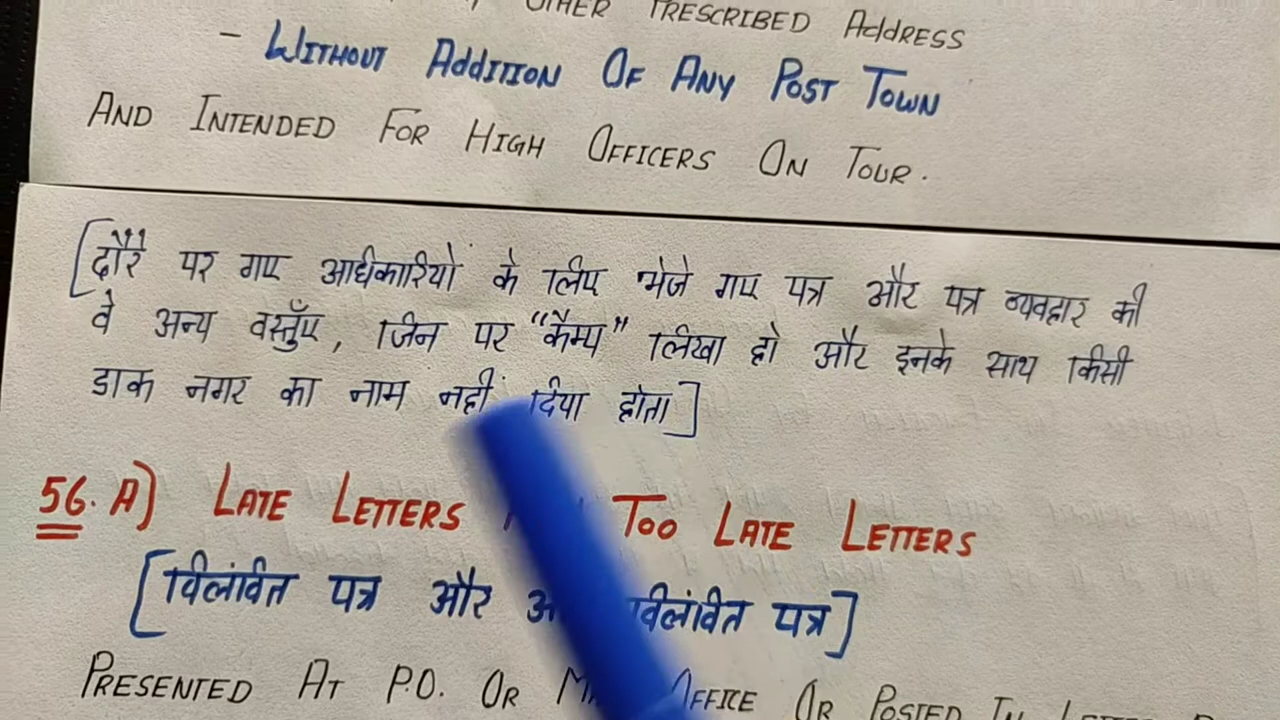 OTHER PRESCRIBED ADDRESS
- WITHOUT ADDITION OF ANY POST TOWN
AND INTENDED FOR HIGH OFFICERS ON TOUR.
[दौरे पर गए अधिकारियों के लिए भेजे गए पत्र और पत्र व्यवहार की
वे अन्य वस्तुएँ, जिन पर "कैम्प" लिखा हो और इनके साथ किसी
डाक नगर का नाम नहीं दिया होता]
56. A) LATE LETTERS TOO LATE LETTERS
[विलंबित पत्र और विलंबित पत्र]
PRESENTED AT P.O. OR OFFICE OR POSTED IN